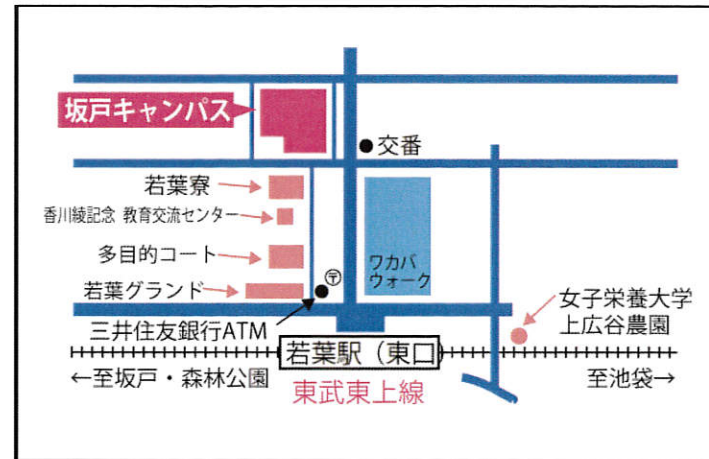 坂戸キャンパス
交番
若葉寮
香川綾記念 教育交流センター
多目的コート
ワカバ
ウォーク
〒
若葉グランド
女子栄養大学
上広谷農園
三井住友銀行ATM
若葉駅（東口）
←至坂戸・森林公園
東武東上線
至池袋→